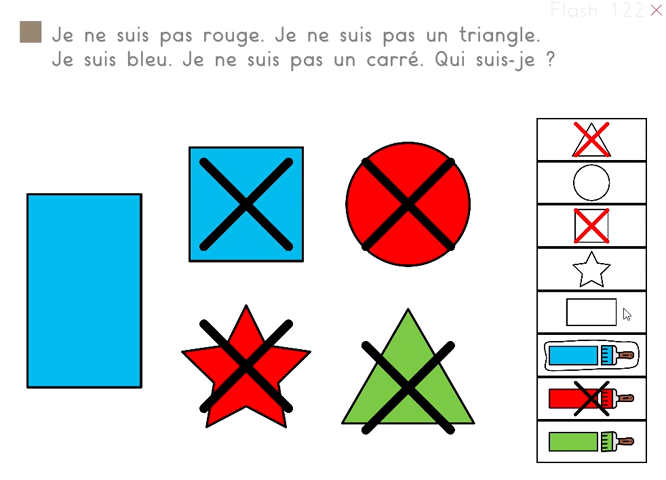 Flash 122
Je ne suis pas rouge. Je ne suis pas un triangle.
Je suis bleu. Je ne suis pas un carré. Qui suis-je ?